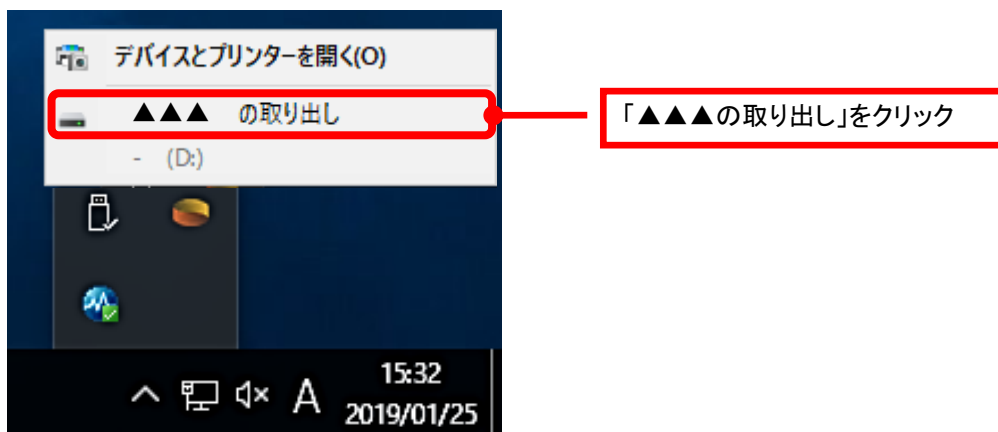 デバイスとプリンターを開く(O)
▲▲▲ の取り出し
「▲▲▲の取り出し」をクリック
- (D:)
A
15:32
2019/01/25